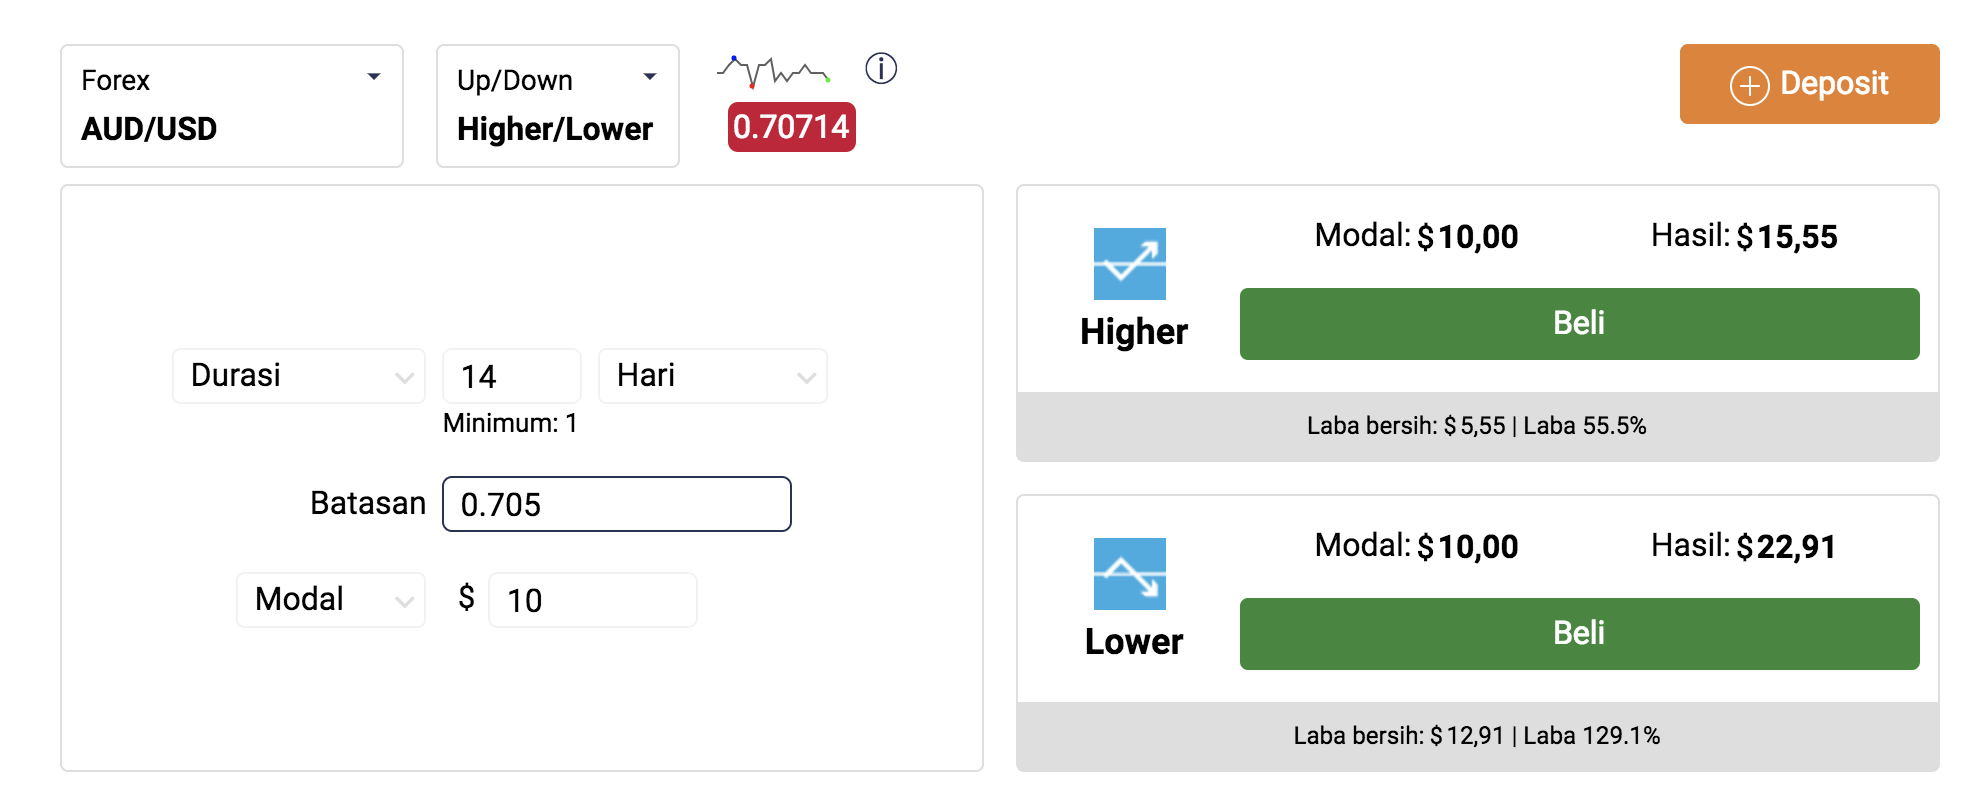 Forex
AUD/USD
Up/Down
Higher/Lower
0.70714
Deposit
Durasi 14 Hari
Minimum: 1
Batasan 0.705
Modal $ 10
Modal: $ 10,00 Hasil: $ 15,55
Higher
Beli
Laba bersih: $ 5,55 | Laba 55.5%
Modal: $ 10,00 Hasil: $ 22,91
Lower
Beli
Laba bersih: $ 12,91 | Laba 129.1%